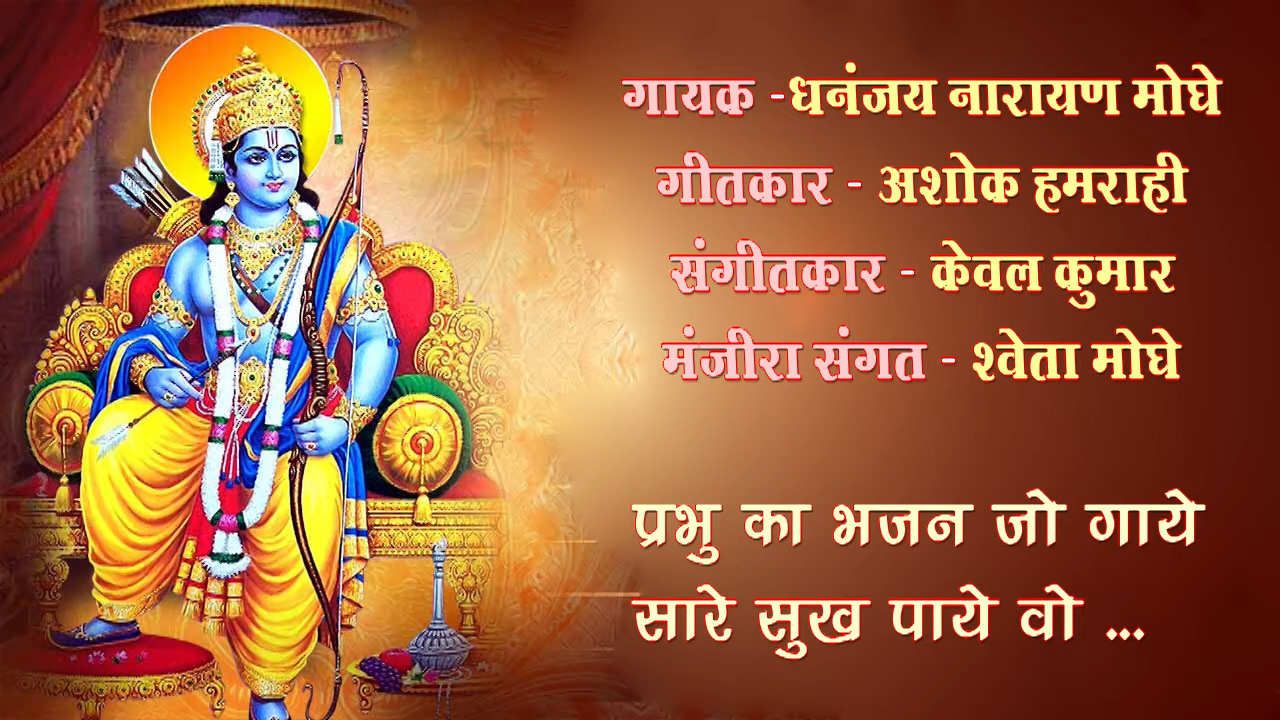 गायक -धनंजय नारायण मोघे
गीतकार - अशोक हमराही
संगीतकार - केवल कुमार
मंजीरा संगत - श्वेता मोघे
प्रभु का भजन जो गाये
सारे सुख पाये वो ...